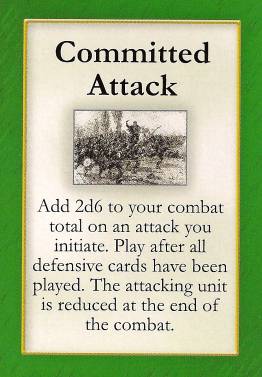 Committed
Attack
Add 2d6 to your combat
total on an attack you
initiate. Play after all
defensive cards have been
played. The attacking unit
is reduced at the end of
the combat.